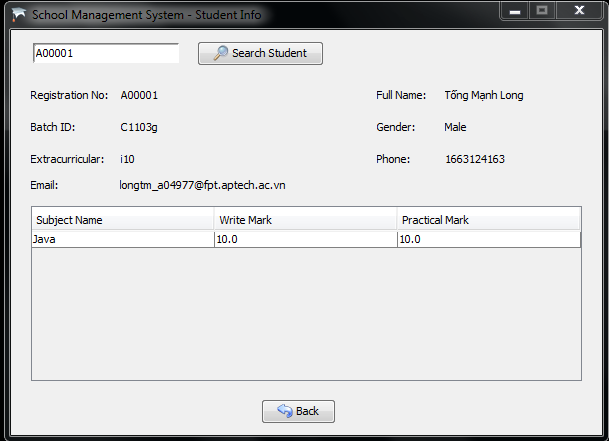 School Management System - Student Info
A00001 Search Student
Registration No: A00001 Full Name: Tống Mạnh Long
Batch ID: C1103g Gender: Male
Extracurricular: i10 Phone: 1663124163
Email: longtm_a04977@fpt.aptech.ac.vn
Subject Name Write Mark Practical Mark
Java 10.0 10.0
Back